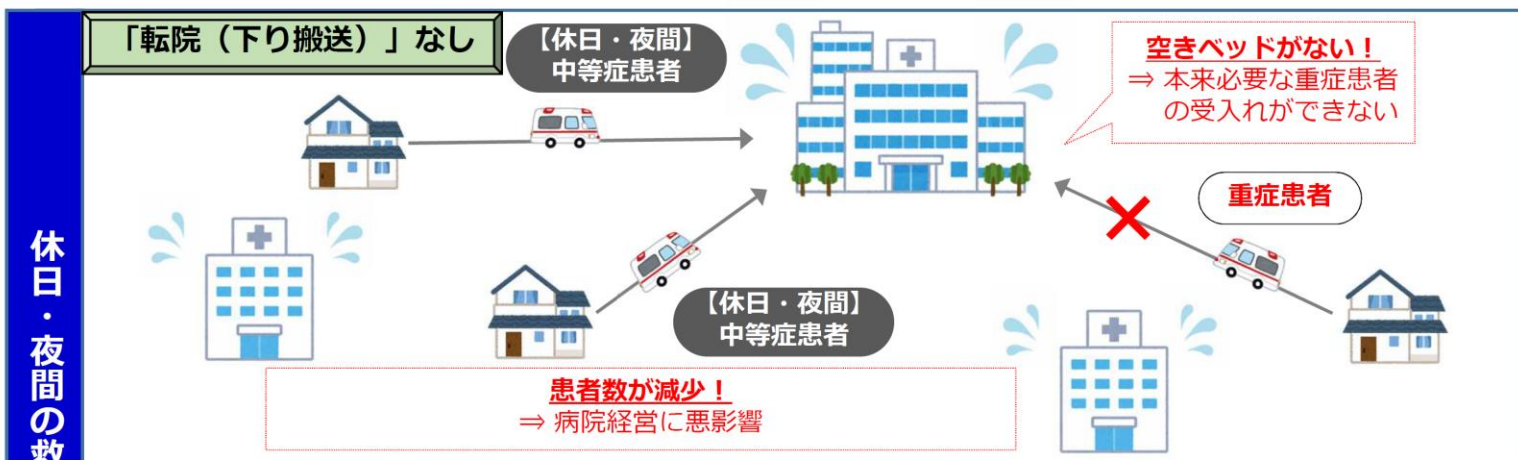 「転院（下り搬送）」なし
【休日・夜間】
中等症患者
空きベッドがない！
⇒ 本来必要な重症患者
の受入れができない
重症患者
【休日・夜間】
中等症患者
患者数が減少！
⇒ 病院経営に悪影響
休日・夜間の救